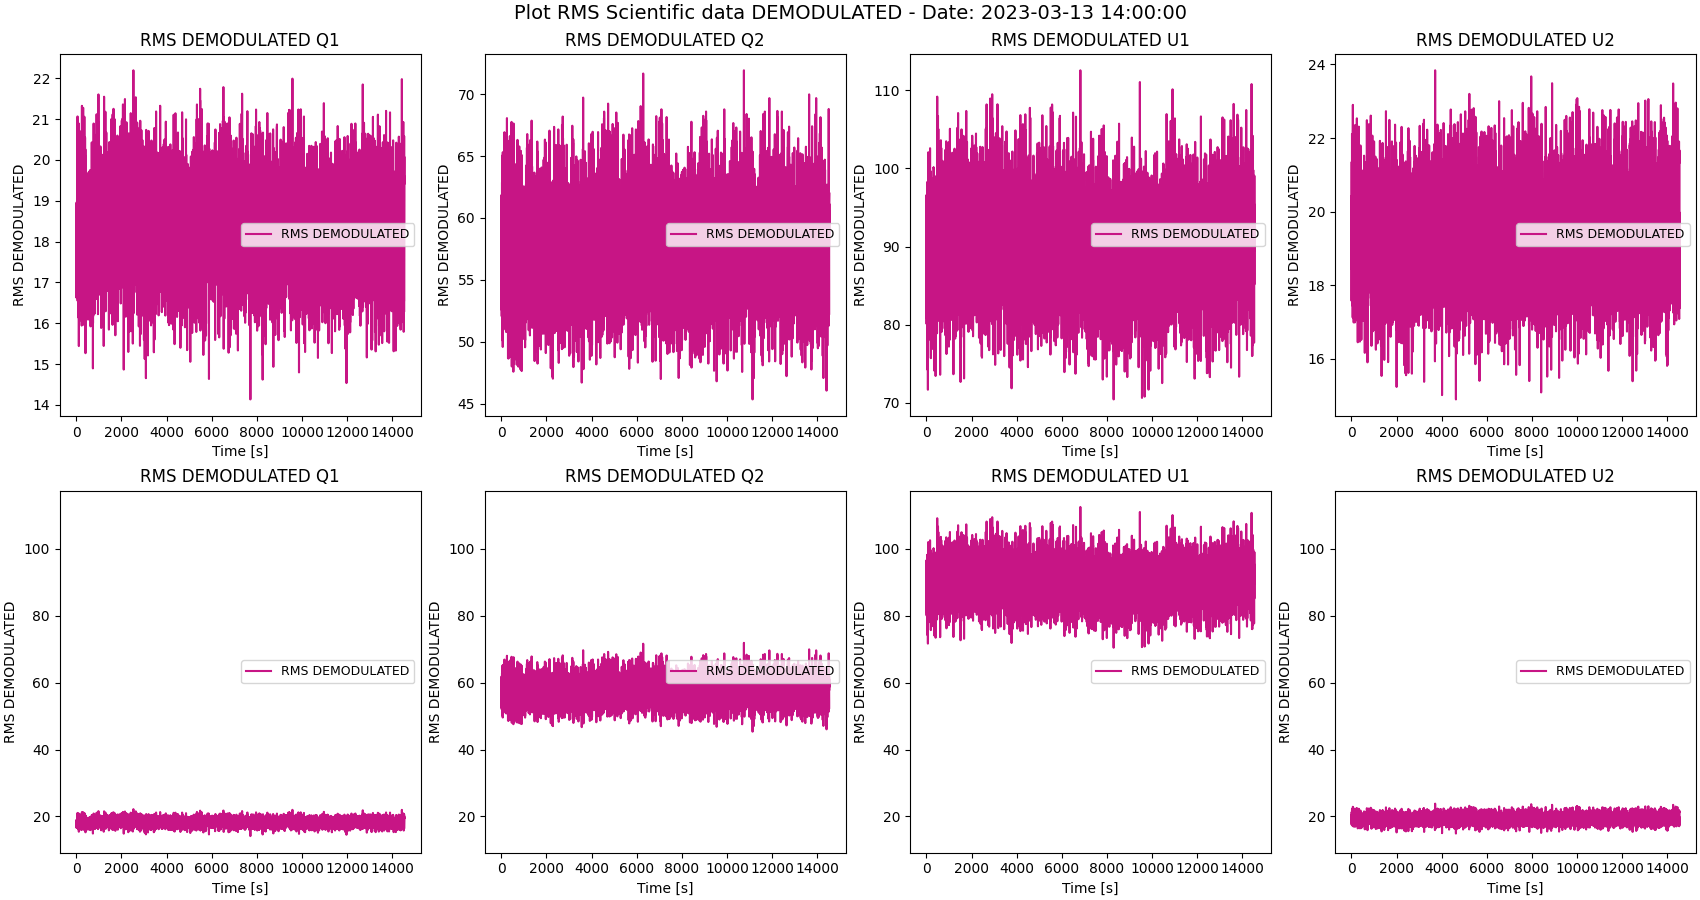 Plot RMS Scientific data DEMODULATED - Date: 2023-03-13 14:00:00
RMS DEMODULATED Q1
RMS DEMODULATED
22
21
20
19
18
17
16
15
14
RMS DEMODULATED
0 2000 4000 6000 8000 10000 12000 14000
Time [s]
RMS DEMODULATED Q2
RMS DEMODULATED
70
65
60
55
50
45
RMS DEMODULATED
0 2000 4000 6000 8000 10000 12000 14000
Time [s]
RMS DEMODULATED U1
RMS DEMODULATED
110
100
90
80
70
RMS DEMODULATED
0 2000 4000 6000 8000 10000 12000 14000
Time [s]
RMS DEMODULATED U2
RMS DEMODULATED
24
22
20
18
16
RMS DEMODULATED
0 2000 4000 6000 8000 10000 12000 14000
Time [s]
RMS DEMODULATED Q1
RMS DEMODULATED
100
80
60
40
20
RMS DEMODULATED
0 2000 4000 6000 8000 10000 12000 14000
Time [s]
RMS DEMODULATED Q2
RMS DEMODULATED
100
80
60
40
20
RMS DEMODULATED
0 2000 4000 6000 8000 10000 12000 14000
Time [s]
RMS DEMODULATED U1
RMS DEMODULATED
100
80
60
40
20
RMS DEMODULATED
0 2000 4000 6000 8000 10000 12000 14000
Time [s]
RMS DEMODULATED U2
RMS DEMODULATED
100
80
60
40
20
RMS DEMODULATED
0 2000 4000 6000 8000 10000 12000 14000
Time [s]